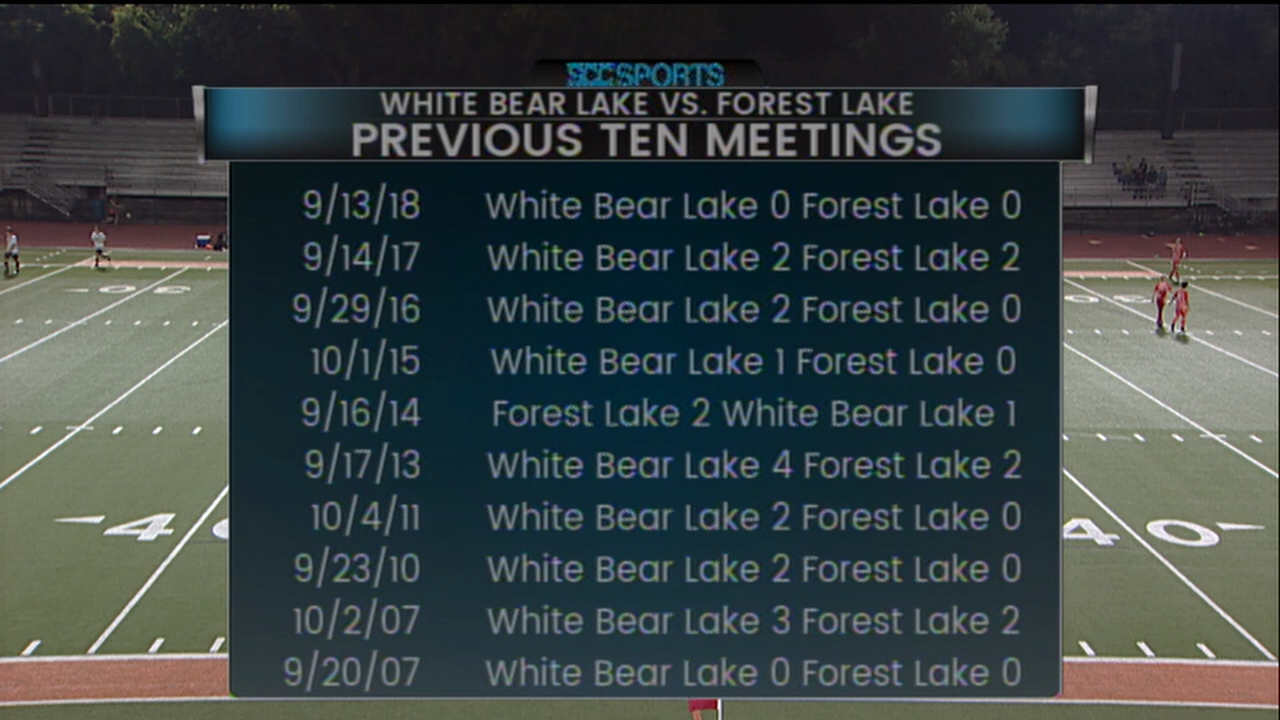 SCC SPORTS
WHITE BEAR LAKE VS. FOREST LAKE
PREVIOUS TEN MEETINGS
9/13/18 White Bear Lake 0 Forest Lake 0
9/14/17 White Bear Lake 2 Forest Lake 2
9/29/16 White Bear Lake 2 Forest Lake 0
10/1/15 White Bear Lake 1 Forest Lake 0
9/16/14 Forest Lake 2 White Bear Lake 1
9/17/13 White Bear Lake 4 Forest Lake 2
10/4/11 White Bear Lake 2 Forest Lake 0
9/23/10 White Bear Lake 2 Forest Lake 0
10/2/07 White Bear Lake 3 Forest Lake 2
9/20/07 White Bear Lake 0 Forest Lake 0
40